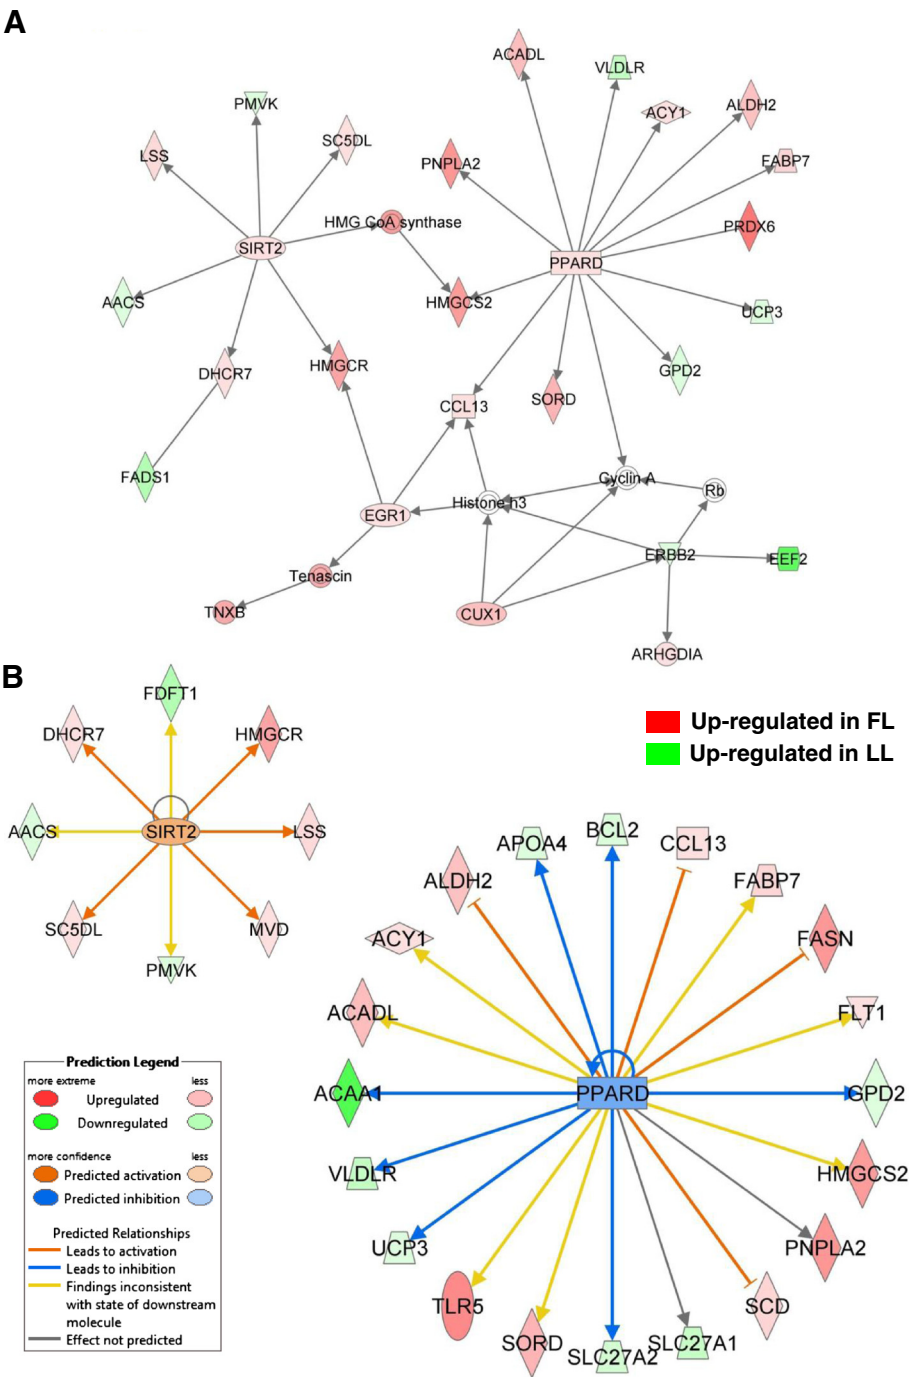 A
ACADL
VLDLR
PMVK
ACY1
ALDH2
LSS
SC5DL
PNPLA2
FABP7
HMG CoA synthase
PRDX6
SIRT2
PPARD
AACS
HMGCS2
UCP3
DHCR7
HMGCR
GPD2
CCL13
SORD
FADS1
Cyclin A
Rb
EGR1
Histone h3
ERBB2
EEF2
Tenascin
TNXB
CUX1
ARHGDIA
B
FDFT1
DHCR7
HMGCR
AACS
SIRT2
LSS
SC5DL
MVD
PMVK
Up-regulated in FL
Up-regulated in LL
BCL2
APOA4
CCL13
ALDH2
FABP7
ACY1
FASN
ACADL
FLT1
ACAA1
PPARD
GPD2
VLDLR
HMGCS2
UCP3
PNPLA2
TLR5
SCD
SORD
SLC27A2
SLC27A1
Prediction Legend
more extreme less
Upregulated
Downregulated
more confidence less
Predicted activation
Predicted inhibition
Predicted Relationships
Leads to activation
Leads to inhibition
Findings inconsistent
with state of downstream
molecule
Effect not predicted